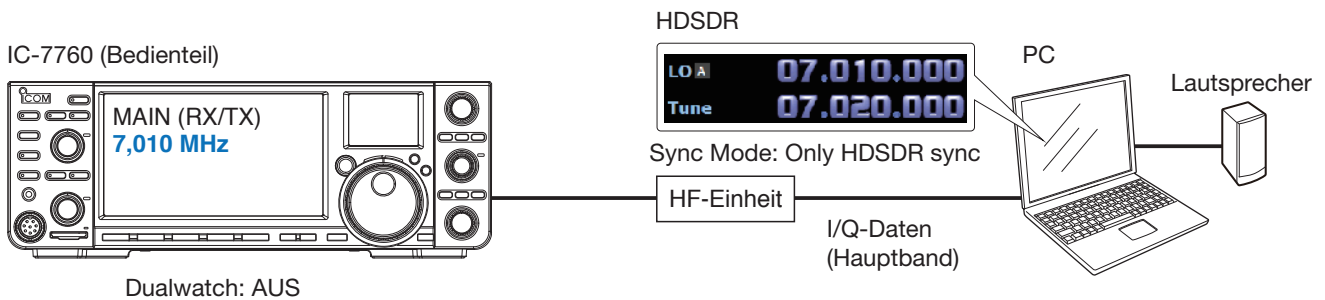 IC-7760 (Bedienteil)
ICOM
MAIN (RX/TX)
7,010 MHz
Dualwatch: AUS
HDSDR
LO A 07.010.000
Tune 07.020.000
Sync Mode: Only HDSDR sync
HF-Einheit
I/Q-Daten
(Hauptband)
PC
Lautsprecher